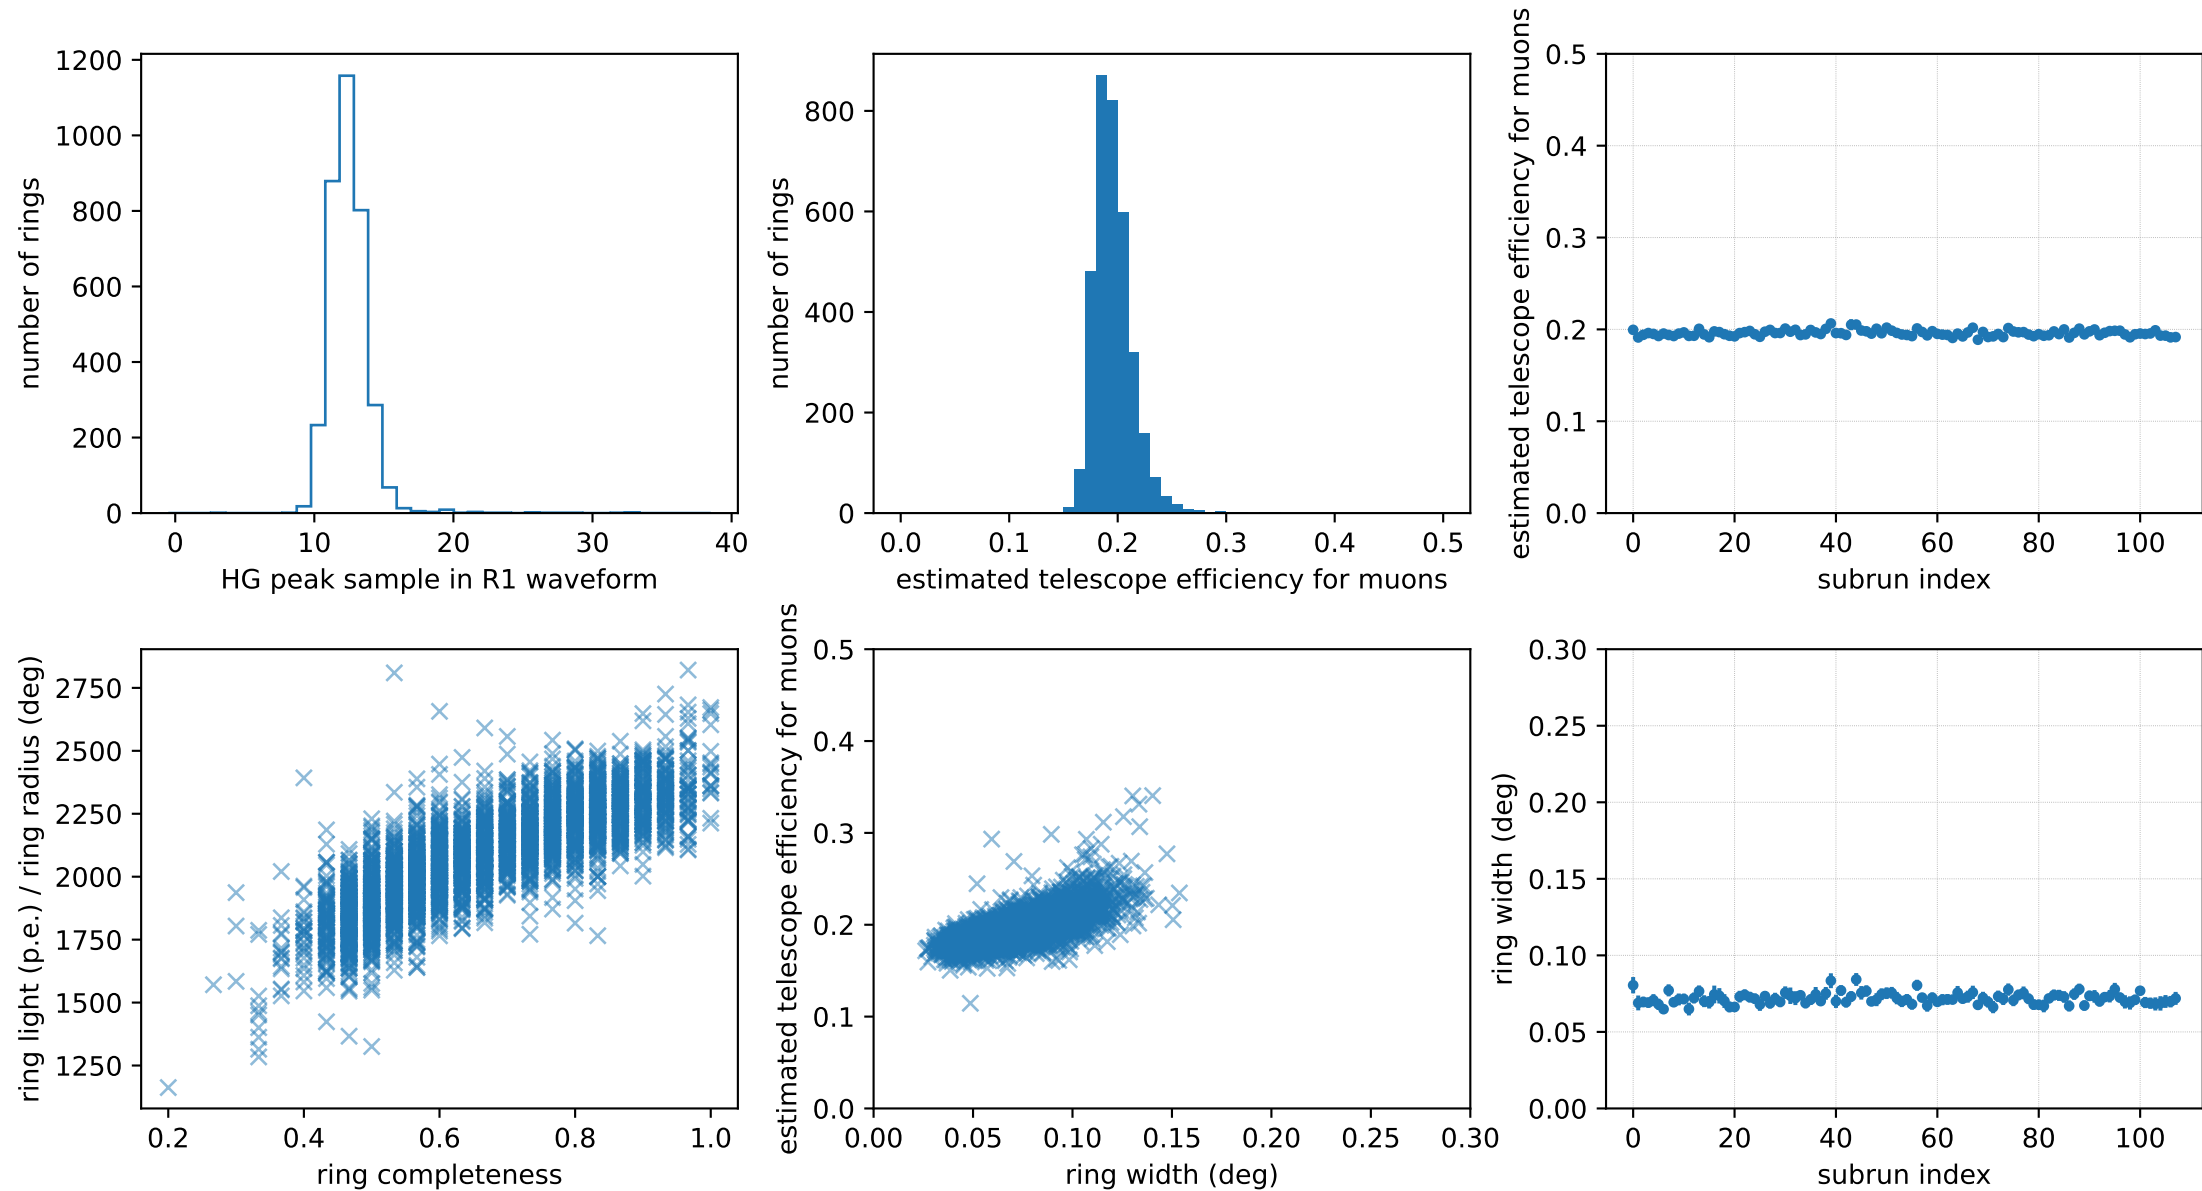 1200
1000
800
600
400
200
0
number of rings
0 10 20 30 40
HG peak sample in R1 waveform
800
600
400
200
0
number of rings
0.0 0.1 0.2 0.3 0.4 0.5
estimated telescope efficiency for muons
0.5
0.4
0.3
0.2
0.1
0.0
estimated telescope efficiency for muons
0 20 40 60 80 100
subrun index
2750
2500
2250
2000
1750
1500
1250
ring light (p.e.) / ring radius (deg)
0.2 0.4 0.6 0.8 1.0
ring completeness
0.5
0.4
0.3
0.2
0.1
0.0
estimated telescope efficiency for muons
0.00 0.05 0.10 0.15 0.20 0.25 0.30
ring width (deg)
0.30
0.25
0.20
0.15
0.10
0.05
0.00
ring width (deg)
0 20 40 60 80 100
subrun index